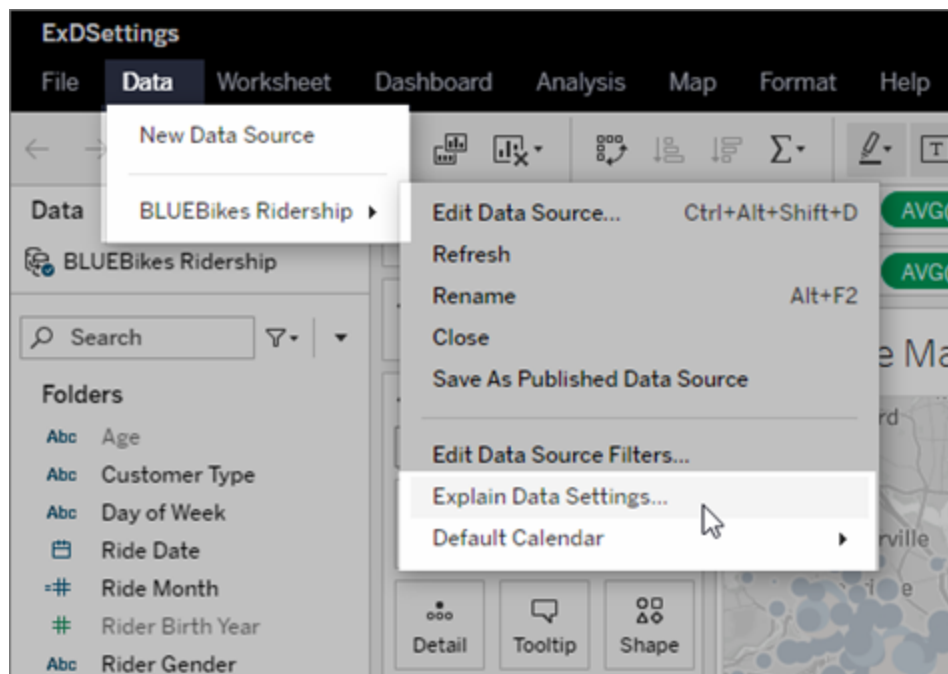 ExDSettings
File Data Worksheet Dashboard Analysis Map Format Help
New Data Source
BLUEBikes Ridership
Data
BLUEBikes Ridership
Search
Folders
Abc Age
Abc Customer Type
Abc Day of Week
Ride Date
=# Ride Month
# Rider Birth Year
Abc Rider Gender
Edit Data Source... Ctrl+Alt+Shift+D
Refresh
Rename Alt+F2
Close
Save As Published Data Source
Edit Data Source Filters...
Explain Data Settings...
Default Calendar
Detail Tooltip Shape
Σ
T
AVG(
AVG(